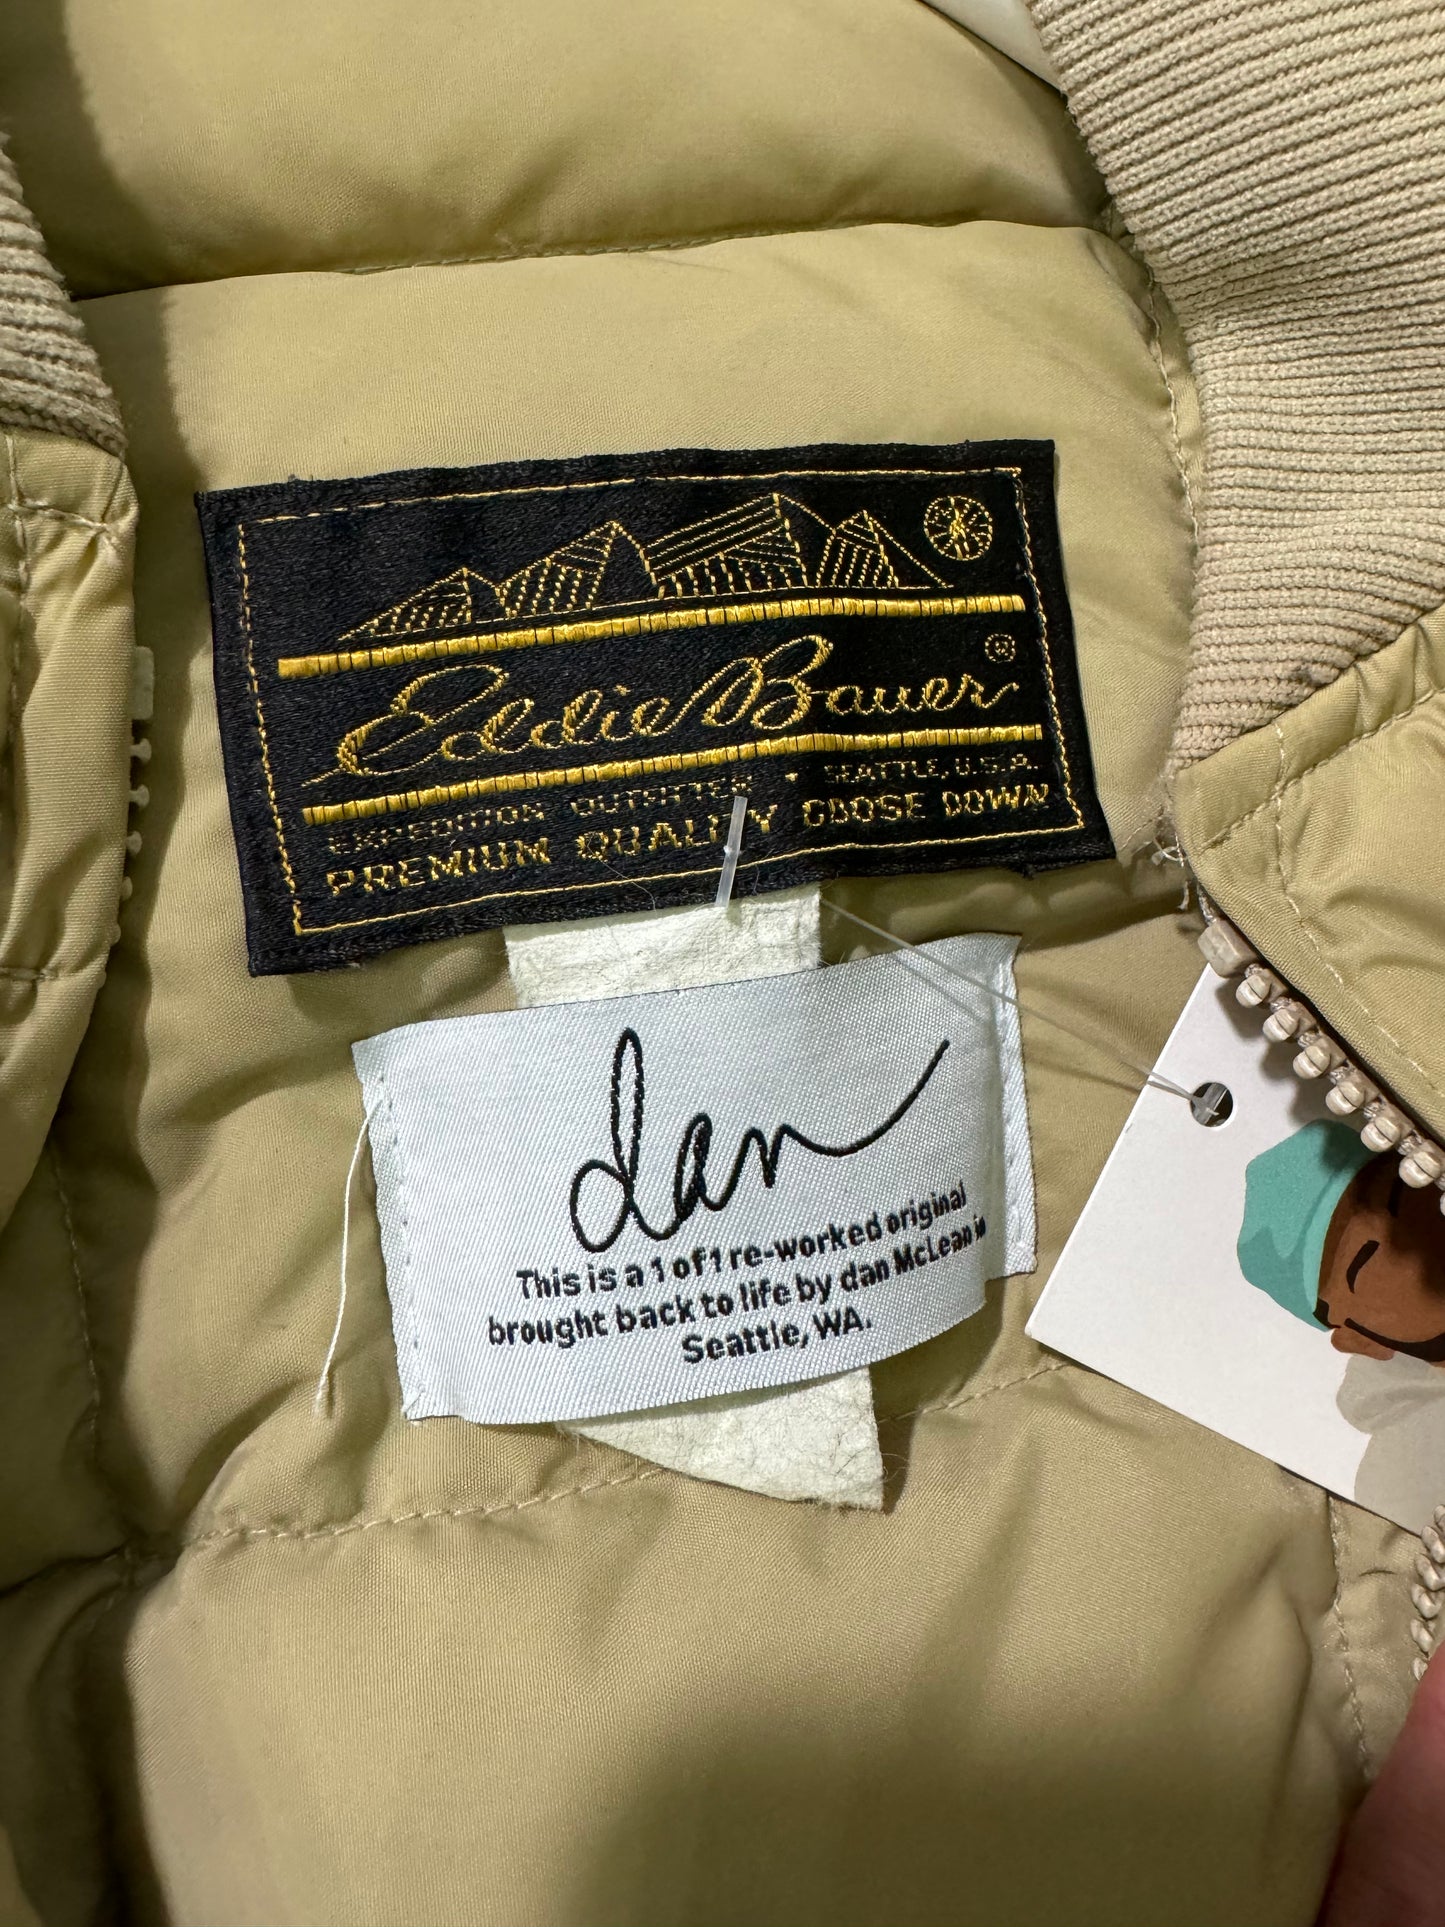 Eddie Bauer ®
EXPEDITION OUTFITTER • SEATTLE, U.S.A.
PREMIUM QUALITY GOOSE DOWN
dan
This is a 1 of 1 re-worked original
brought back to life by dan McLean in
Seattle, WA.